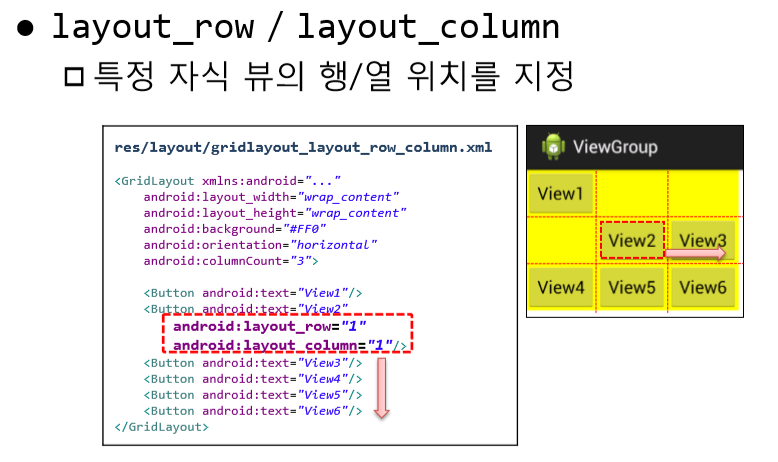 ● layout_row / layout_column
□ 특정 자식 뷰의 행/열 위치를 지정
res/layout/gridlayout_layout_row_column.xml
<GridLayout xmlns:android="..."
android:layout_width="wrap_content"
android:layout_height="wrap_content"
android:background="#FF0"
android:orientation="horizontal"
android:columnCount="3">
<Button android:text="View1"/>
<Button android:text="View2"
android:layout_row="1"
android:layout_column="1"/>
<Button android:text="View3"/>
<Button android:text="View4"/>
<Button android:text="View5"/>
<Button android:text="View6"/>
</GridLayout>
ViewGroup
View1
View2 View3
View4 View5 View6